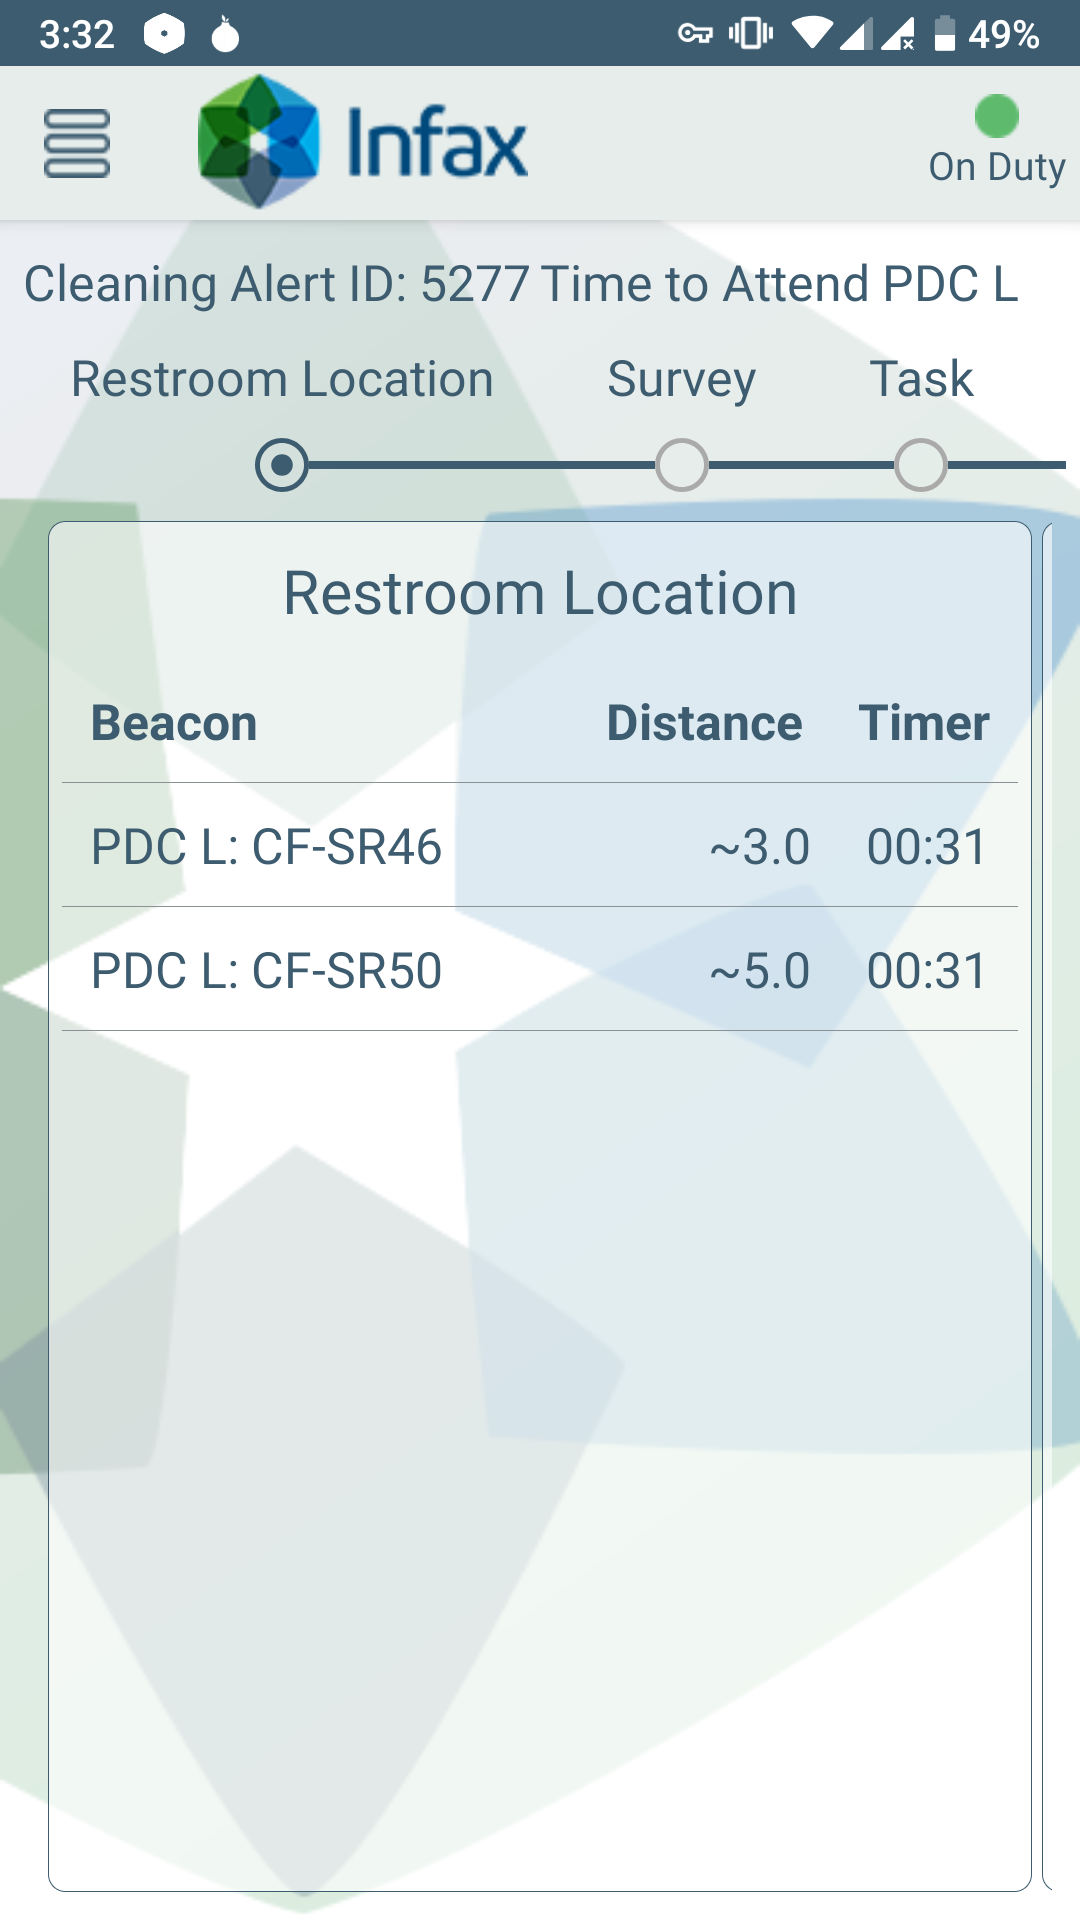 3:32 49%
Infax
On Duty
Cleaning Alert ID: 5277 Time to Attend PDC L
Restroom Location Survey Task
Restroom Location
Beacon Distance Timer
PDC L: CF-SR46 ~3.0 00:31
PDC L: CF-SR50 ~5.0 00:31